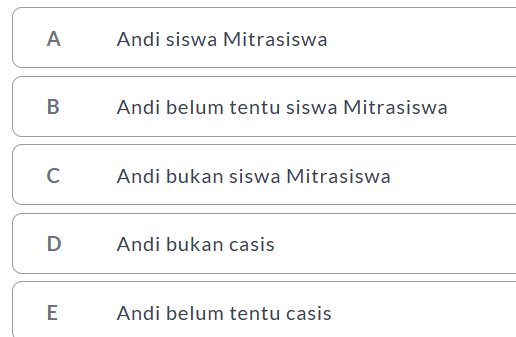 A Andi siswa Mitrasiswa
B Andi belum tentu siswa Mitrasiswa
C Andi bukan siswa Mitrasiswa
D Andi bukan casis
E Andi belum tentu casis